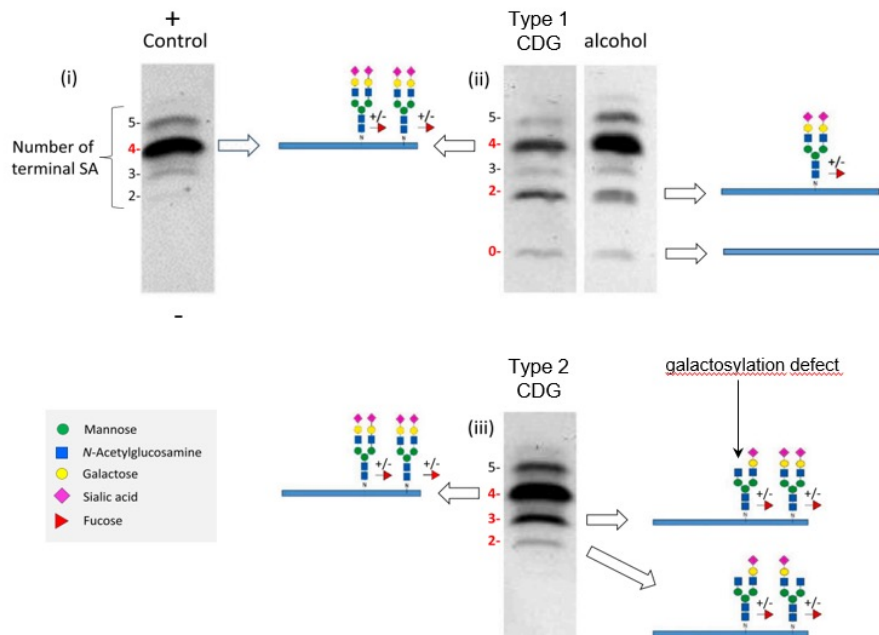 +
Control
(i)
5-
4-
3-
2-
Number of
terminal SA
-
+/-
+/-
N
N
Type 1
CDG
alcohol
(ii)
5-
4-
3-
2-
0-
+/-
N
Type 2
CDG
(iii)
5-
4-
3-
2-
galactosylation defect
+/-
+/-
N
N
+/-
+/-
N
N
+/-
+/-
N
N
Mannose
N-Acetylglucosamine
Galactose
Sialic acid
Fucose